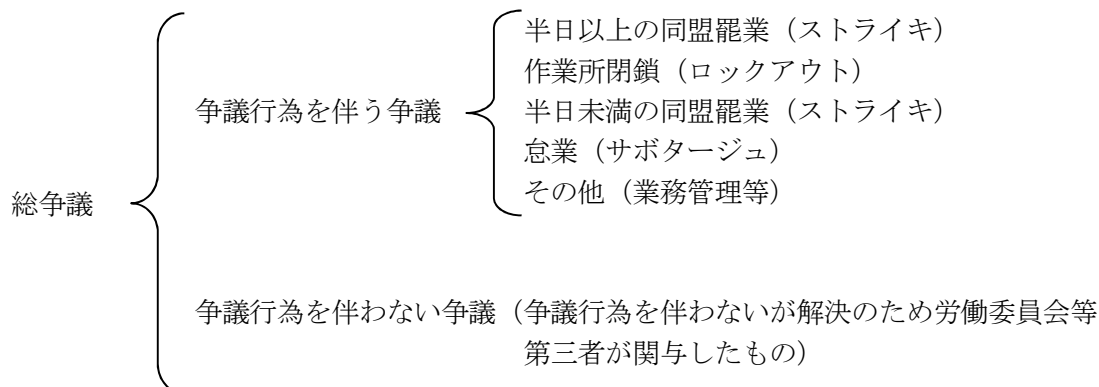 半日以上の同盟罷業（ストライキ）
作業所閉鎖（ロックアウト）
争議行為を伴う争議
半日未満の同盟罷業（ストライキ）
怠業（サボタージュ）
その他（業務管理等）
総争議
争議行為を伴わない争議（争議行為を伴わないが解決のため労働委員会等
第三者が関与したもの）